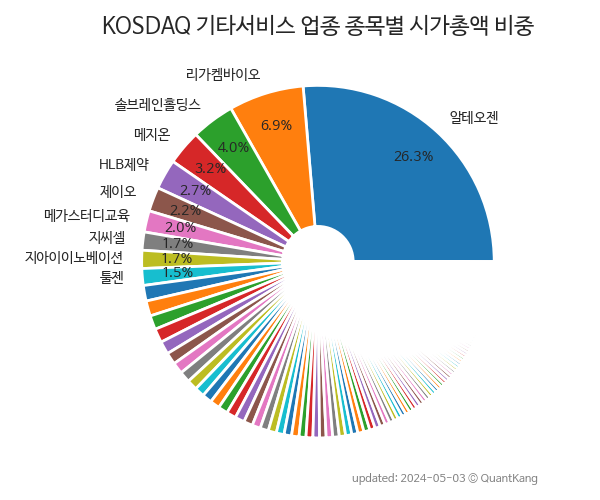 KOSDAQ 기타서비스 업종 종목별 시가총액 비중
알테오젠
26.3%
리가켐바이오
6.9%
솔브레인홀딩스
4.0%
메지온
3.2%
HLB제약
2.7%
제이오
2.2%
메가스터디교육
2.0%
지씨셀
1.7%
지아이이노베이션
1.7%
툴젠
1.5%
updated: 2024-05-03 © QuantKang